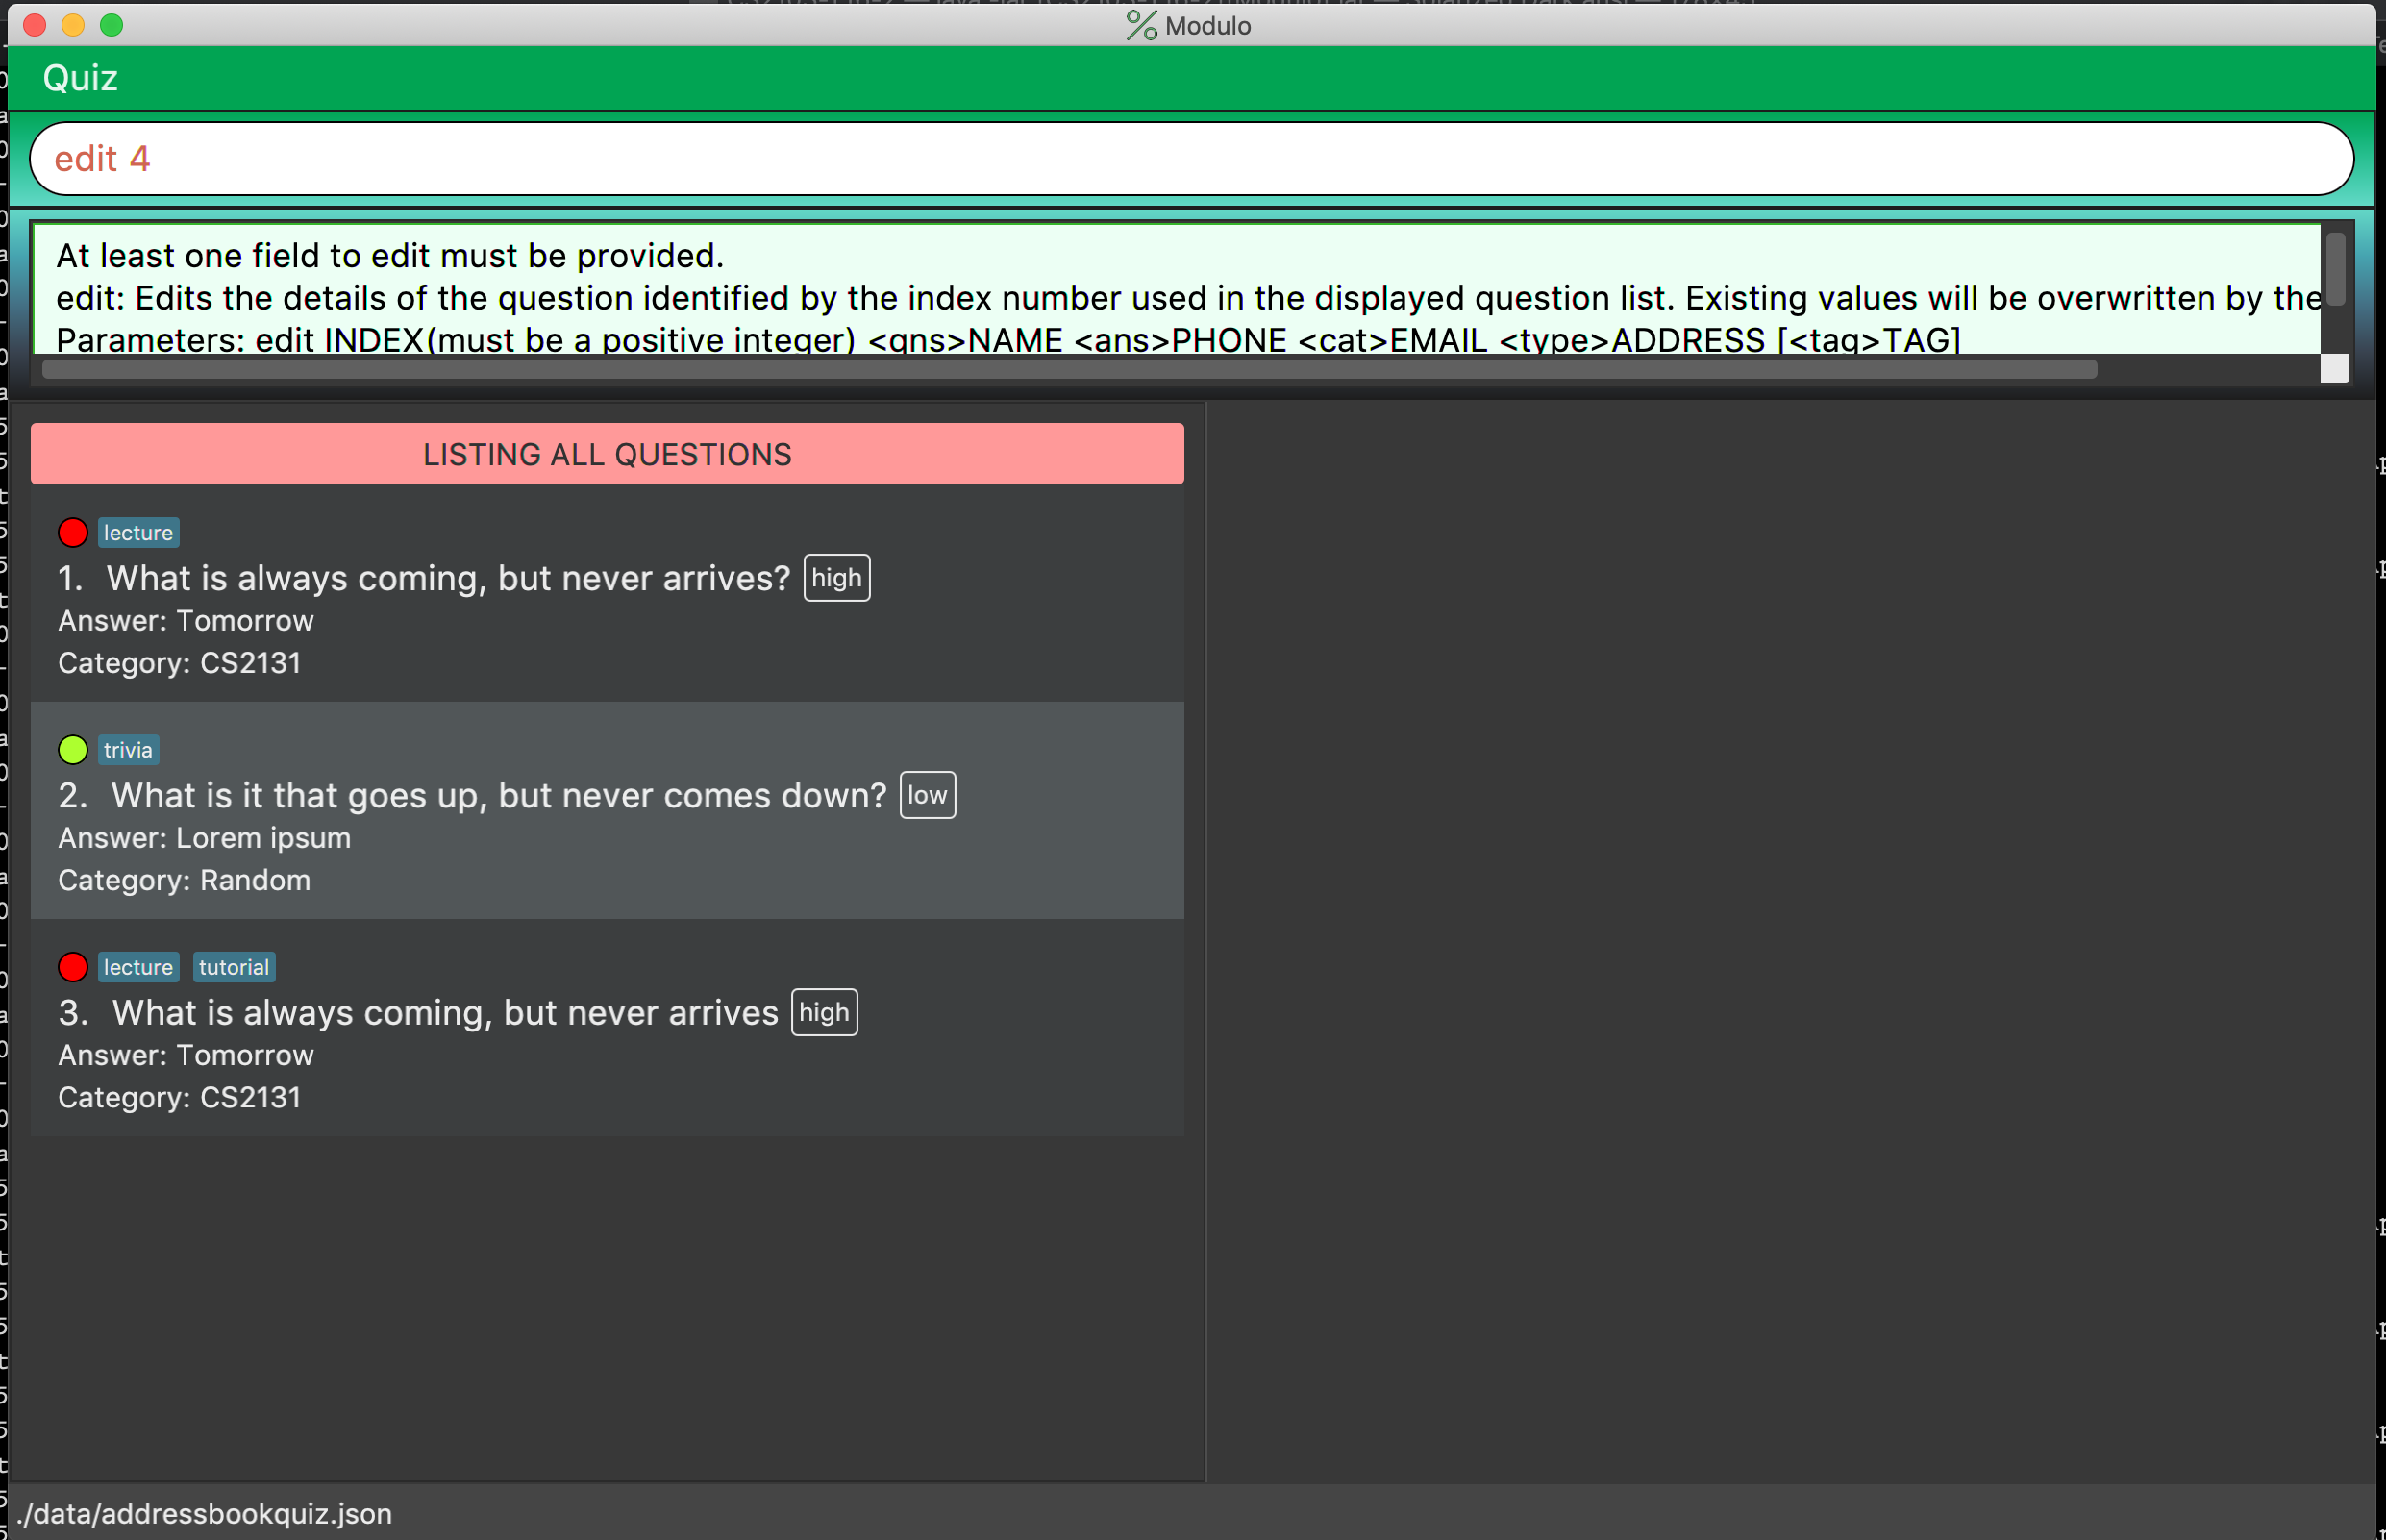 Modulo
Quiz
edit 4
At least one field to edit must be provided.
edit: Edits the details of the question identified by the index number used in the displayed question list. Existing values will be overwritten by the
Parameters: edit INDEX(must be a positive integer) <qns>NAME <ans>PHONE <cat>EMAIL <type>ADDRESS [<tag>TAG]
LISTING ALL QUESTIONS
lecture
1. What is always coming, but never arrives? high
Answer: Tomorrow
Category: CS2131
trivia
2. What is it that goes up, but never comes down? low
Answer: Lorem ipsum
Category: Random
lecture tutorial
3. What is always coming, but never arrives high
Answer: Tomorrow
Category: CS2131
./data/addressbookquiz.json